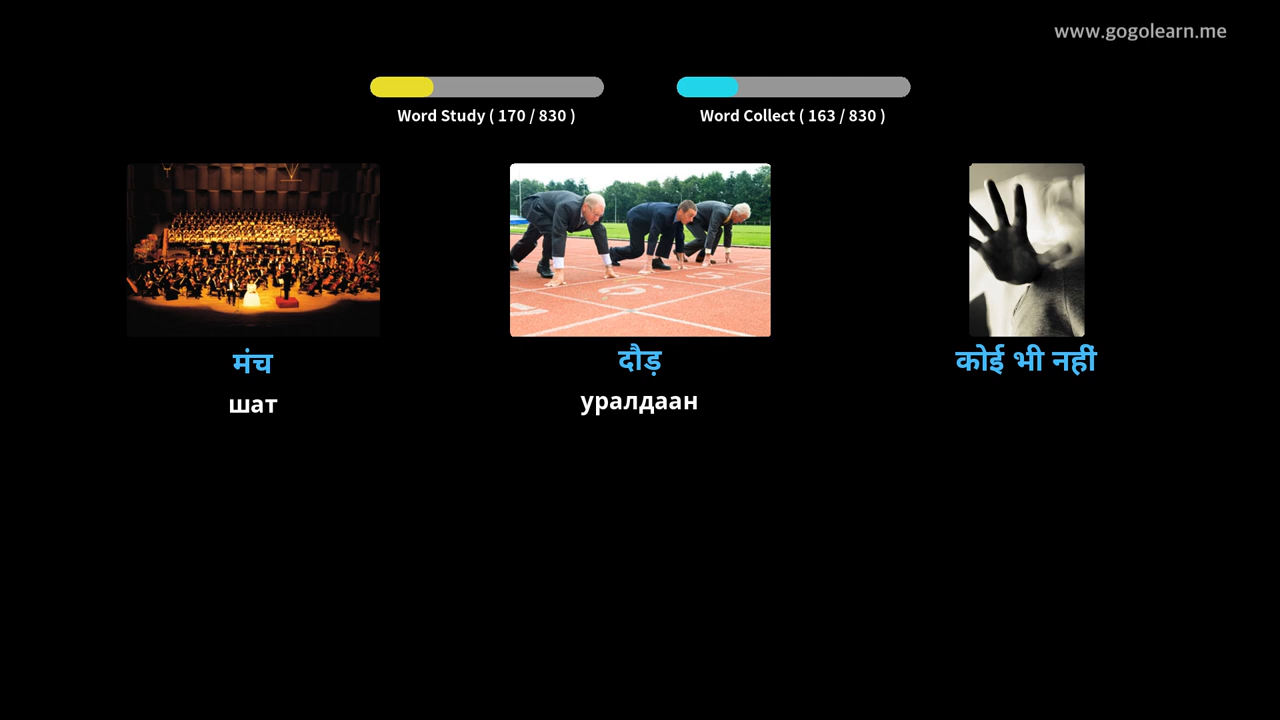 www.gogolearn.me
Word Study ( 170 / 830 )
Word Collect ( 163 / 830 )
मंच
दौड़
कोई भी नहीं
шат
уралдаан